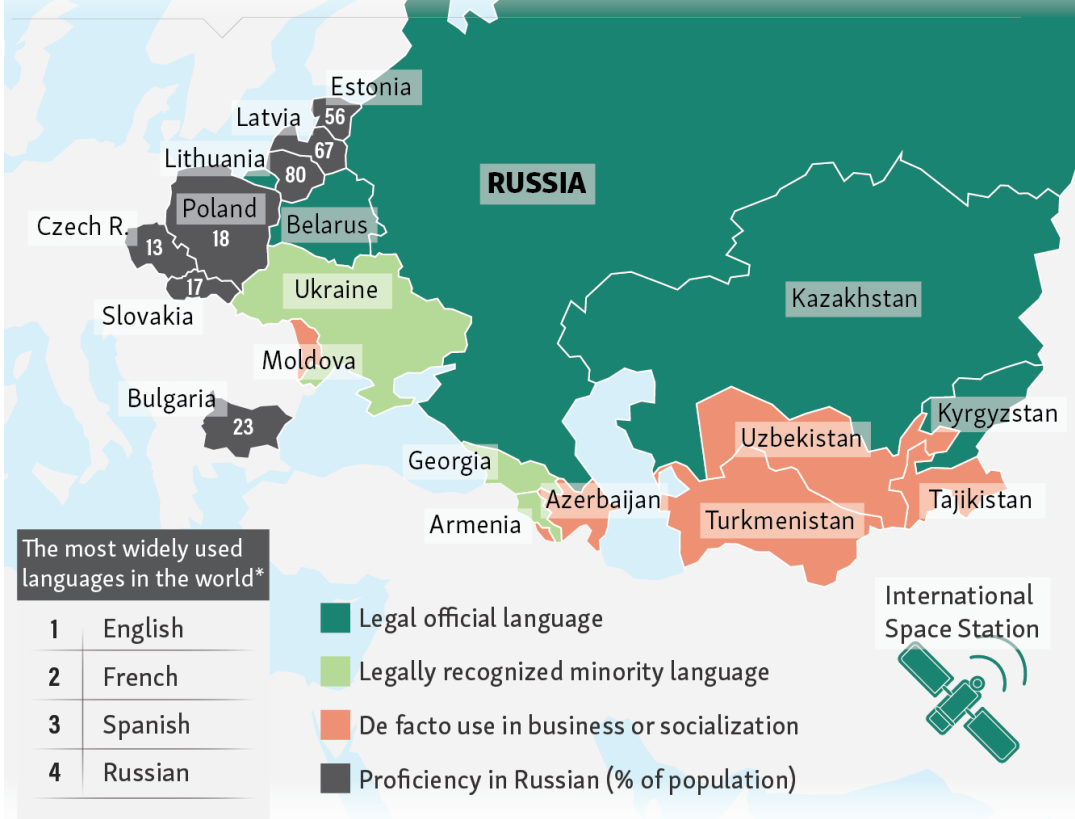 Estonia
56
Latvia
67
Lithuania
80
RUSSIA
Poland
18
Belarus
Czech R.
13
17
Slovakia
Ukraine
Kazakhstan
Moldova
Bulgaria
23
Kyrgyzstan
Uzbekistan
Georgia
Azerbaijan
Tajikistan
Armenia
Turkmenistan
The most widely used
languages in the world*
1 English
2 French
3 Spanish
4 Russian
Legal official language
Legally recognized minority language
De facto use in business or socialization
Proficiency in Russian (% of population)
International
Space Station